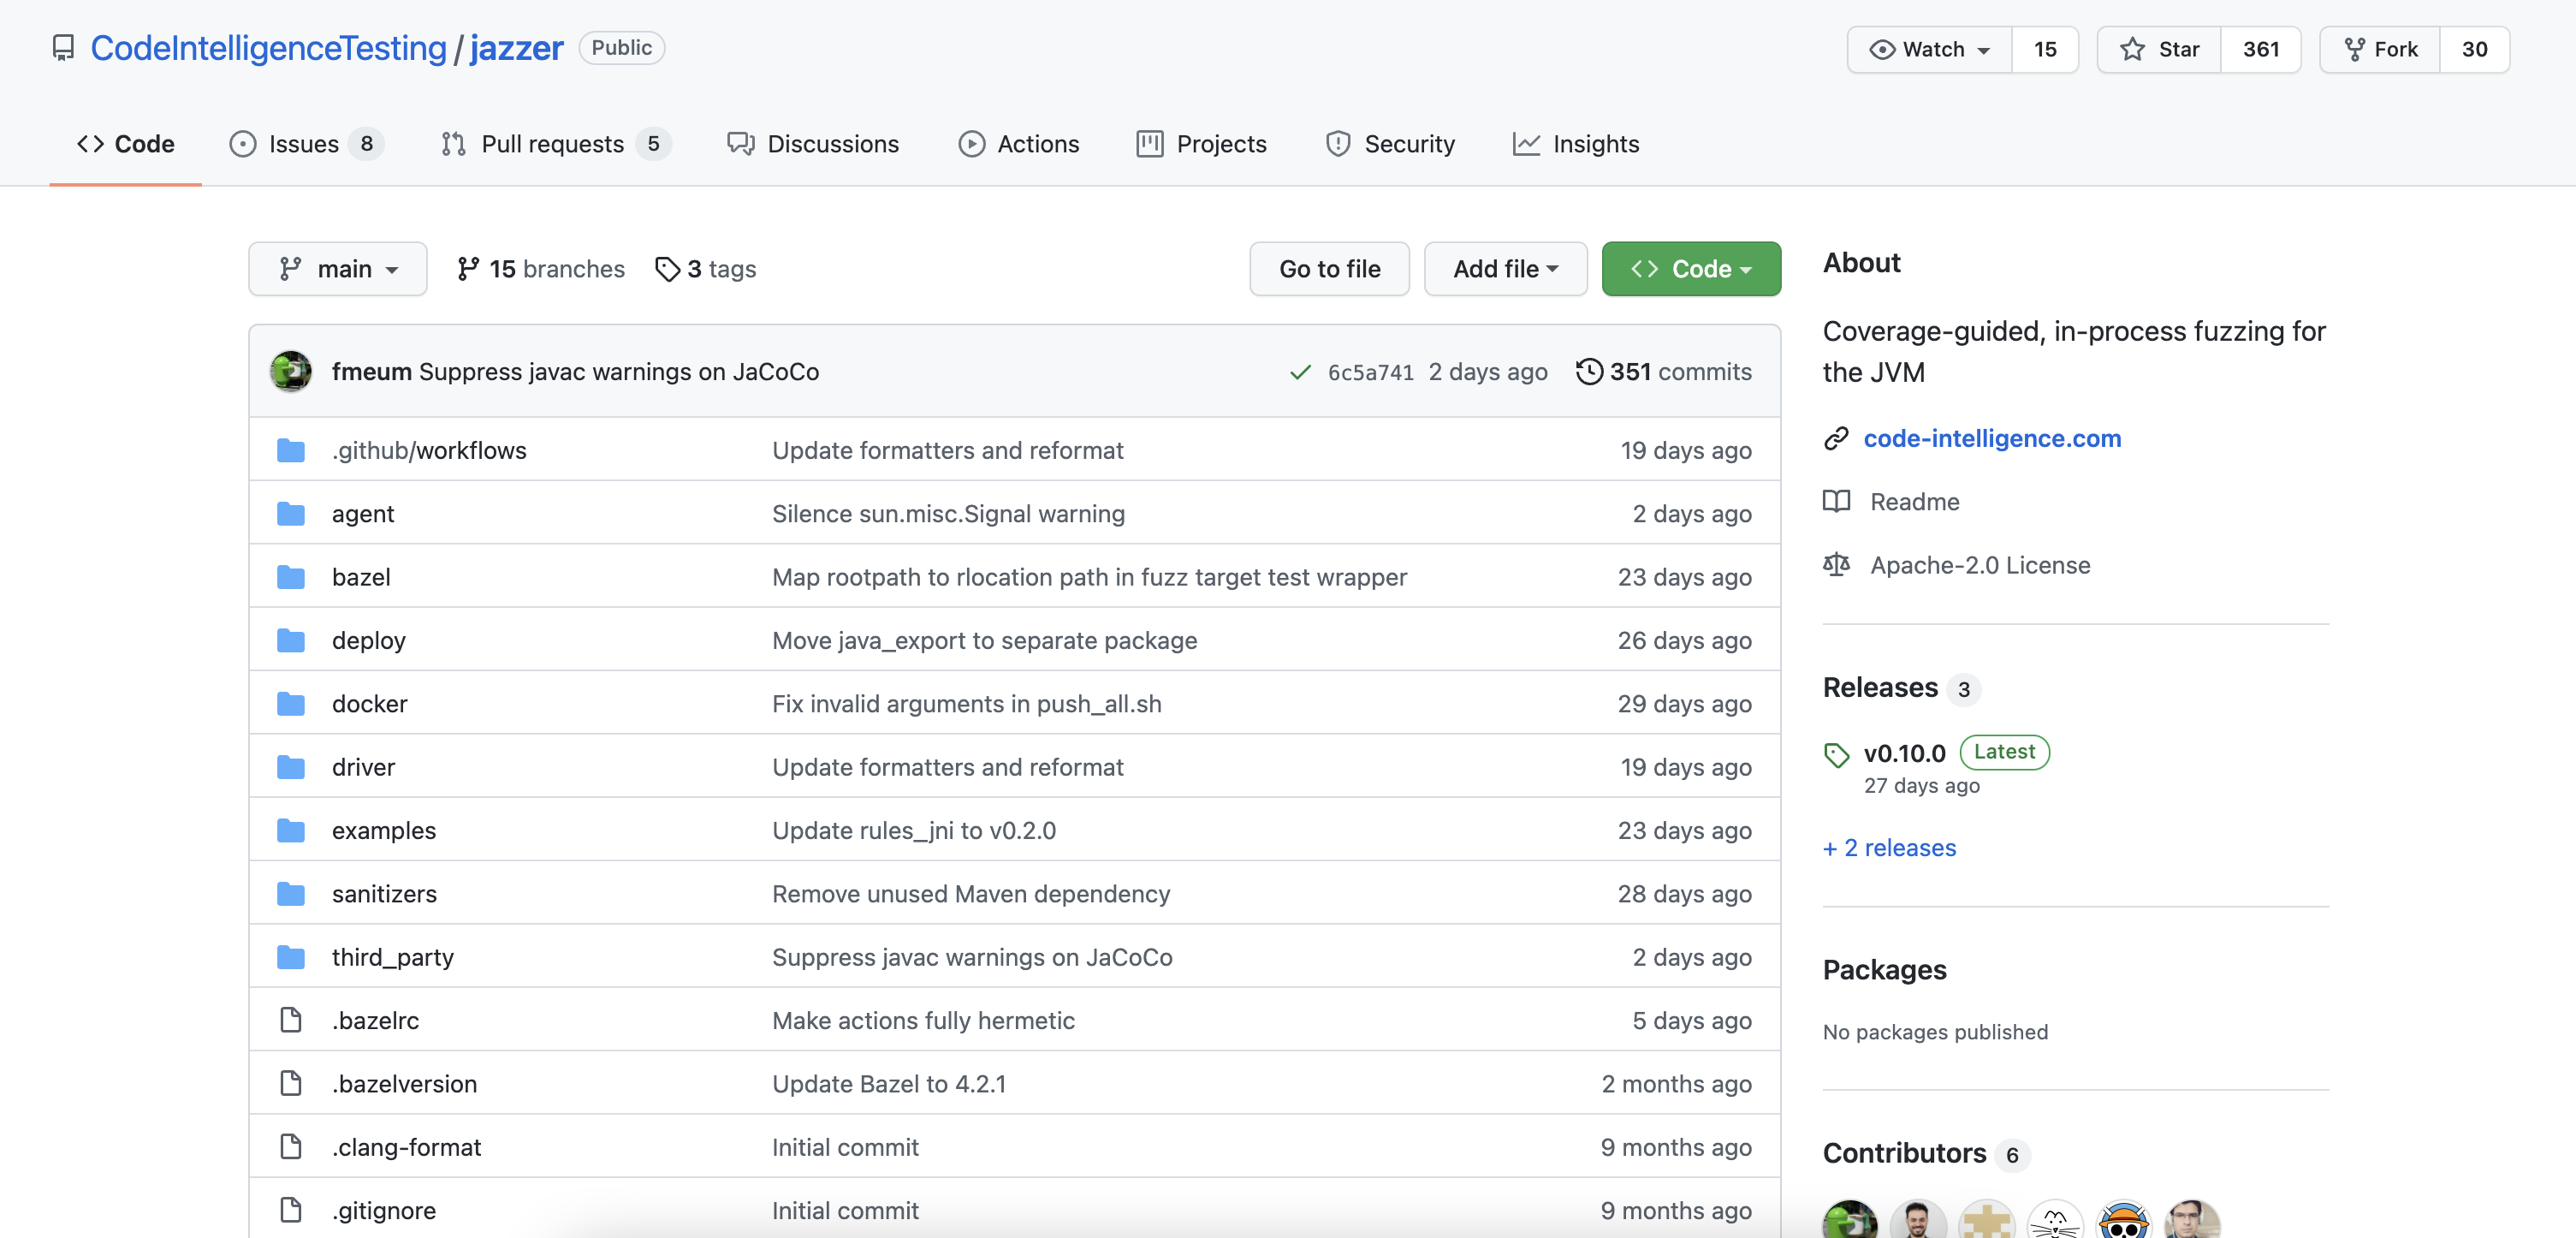 CodeIntelligenceTesting / jazzer Public Watch 15 Star 361 Fork 30
Code Issues 8 Pull requests 5 Discussions Actions Projects Security Insights
main 15 branches 3 tags Go to file Add file Code
fmeum Suppress javac warnings on JaCoCo 6c5a741 2 days ago 351 commits
.github/workflows Update formatters and reformat 19 days ago
agent Silence sun.misc.Signal warning 2 days ago
bazel Map rootpath to rlocation path in fuzz target test wrapper 23 days ago
deploy Move java_export to separate package 26 days ago
docker Fix invalid arguments in push_all.sh 29 days ago
driver Update formatters and reformat 19 days ago
examples Update rules_jni to v0.2.0 23 days ago
sanitizers Remove unused Maven dependency 28 days ago
third_party Suppress javac warnings on JaCoCo 2 days ago
.bazelrc Make actions fully hermetic 5 days ago
.bazelversion Update Bazel to 4.2.1 2 months ago
.clang-format Initial commit 9 months ago
.gitignore Initial commit 9 months ago
About
Coverage-guided, in-process fuzzing for
the JVM
code-intelligence.com
Readme
Apache-2.0 License
Releases 3
v0.10.0 Latest
27 days ago
+ 2 releases
Packages
No packages published
Contributors 6